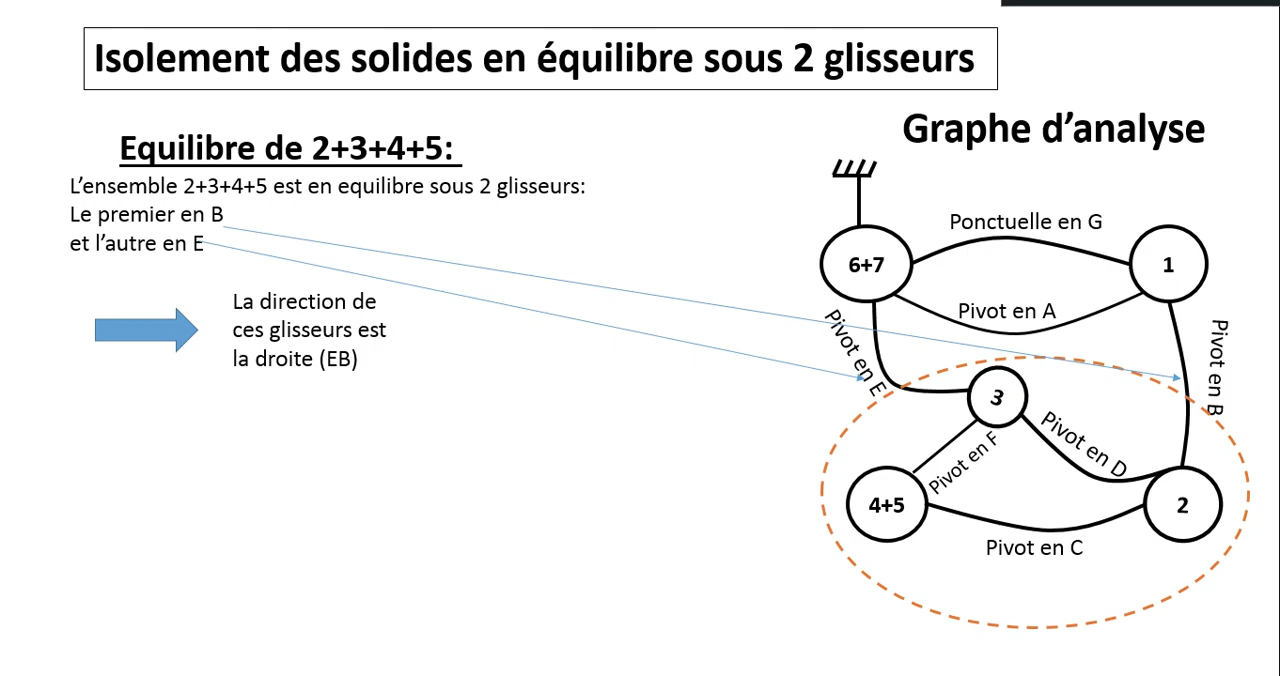 Isolement des solides en équilibre sous 2 glisseurs
Graphe d’analyse
Equilibre de 2+3+4+5:
L’ensemble 2+3+4+5 est en equilibre sous 2 glisseurs:
Le premier en B
et l’autre en E
La direction de
ces glisseurs est
la droite (EB)
Ponctuelle en G
6+7
1
Pivot en A
Pivot en E
Pivot en B
3
Pivot en D
Pivot en F
4+5
2
Pivot en C